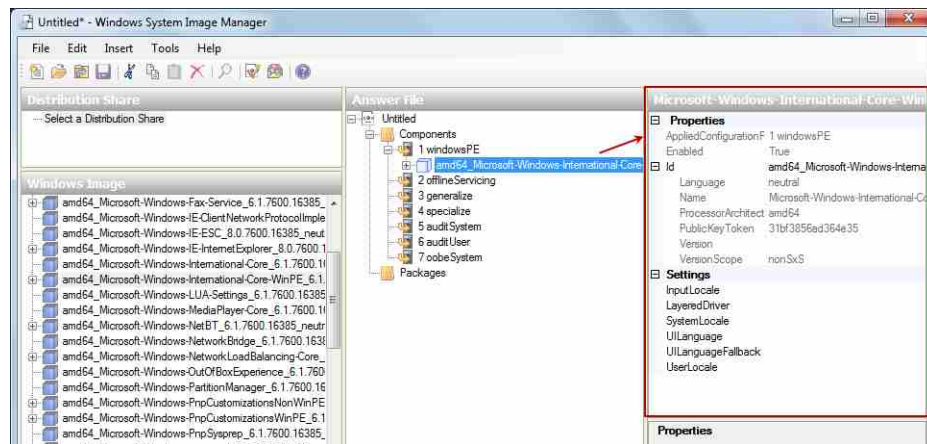 Untitled* - Windows System Image Manager
File Edit Insert Tools Help
Distribution Share
Select a Distribution Share
Windows Image
amd64_Microsoft-Windows-Fax-Service_6.1.7600.16385_
amd64_Microsoft-Windows-IE-ClientNetworkProtocolImple
amd64_Microsoft-Windows-IE-ESC_8.0.7600.16385_neut
amd64_Microsoft-Windows-IE-InternetExplorer_8.0.7600.1
amd64_Microsoft-Windows-International-Core_6.1.7600.1
amd64_Microsoft-Windows-International-Core-WinPE_6.1.
amd64_Microsoft-Windows-LUA-Settings_6.1.7600.16385
amd64_Microsoft-Windows-MediaPlayer-Core_6.1.7600.1
amd64_Microsoft-Windows-NetBT_6.1.7600.16385_neutr
amd64_Microsoft-Windows-NetworkBridge_6.1.7600.1638
amd64_Microsoft-Windows-NetworkLoadBalancing-Core_
amd64_Microsoft-Windows-OutOfBoxExperience_6.1.760
amd64_Microsoft-Windows-PartitionManager_6.1.7600.16
amd64_Microsoft-Windows-PnpCustomizationsNonWinPE
amd64_Microsoft-Windows-PnpCustomizationsWinPE_6.1
amd64_Microsoft-Windows-PnpSysprep_6.1.7600.16385_
Answer File
Untitled
Components
1 windowsPE
amd64_Microsoft-Windows-International-Core-
2 offlineServicing
3 generalize
4 specialize
5 auditSystem
6 auditUser
7 oobeSystem
Packages
Microsoft-Windows-International-Core-Win
Properties
AppliedConfigurationP 1 windowsPE
Enabled True
Id amd64_Microsoft-Windows-Interna
Language neutral
Name Microsoft-Windows-International-Co
ProcessorArchitect amd64
PublicKeyToken 31bf3856ad364e35
Version
VersionScope nonSxS
Settings
InputLocale
LayeredDriver
SystemLocale
UILanguage
UILanguageFallback
UserLocale
Properties